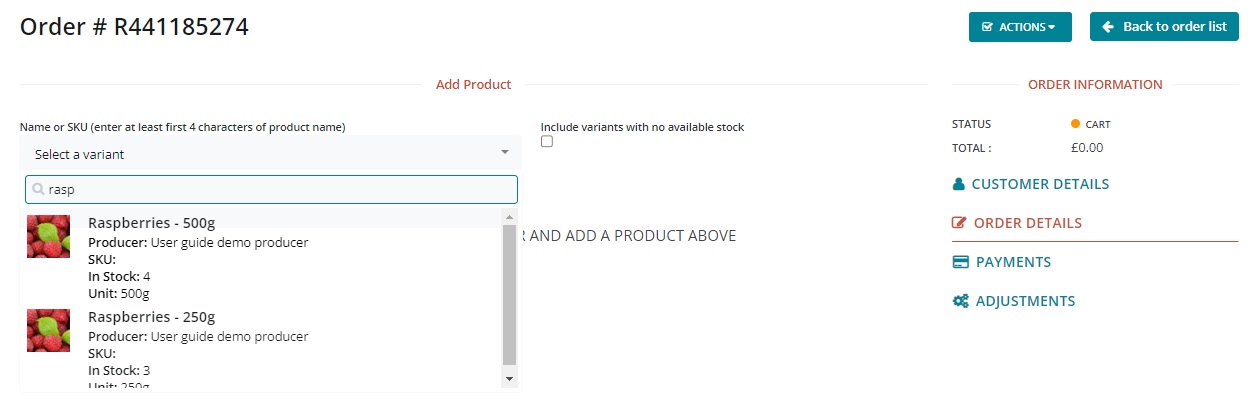 Order # R441185274
ACTIONS
Back to order list
Add Product
Name or SKU (enter at least first 4 characters of product name)
Include variants with no available stock
Select a variant
rasp
Raspberries - 500g
Producer: User guide demo producer
SKU:
In Stock: 4
Unit: 500g
Raspberries - 250g
Producer: User guide demo producer
SKU:
In Stock: 3
Unit: 250g
AND ADD A PRODUCT ABOVE
ORDER INFORMATION
STATUS CART
TOTAL : £0.00
CUSTOMER DETAILS
ORDER DETAILS
PAYMENTS
ADJUSTMENTS